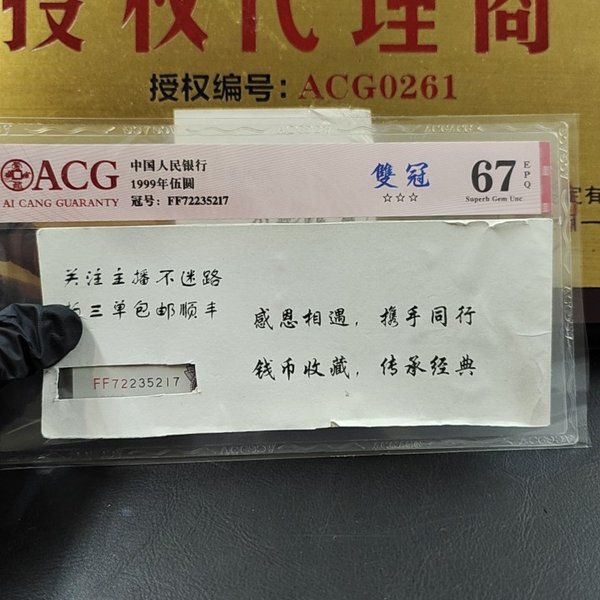 授权代理商
授权编号：ACG0261
ACG
AI CANG GUARANTY
中国人民银行
1999年伍圆
冠号：FF72235217
雙冠
☆☆☆
67
EPQ
Superb Gem Unc
关注主播不迷路
三单包邮顺丰
感恩相遇，携手同行
钱币收藏，传承经典
FF72235217